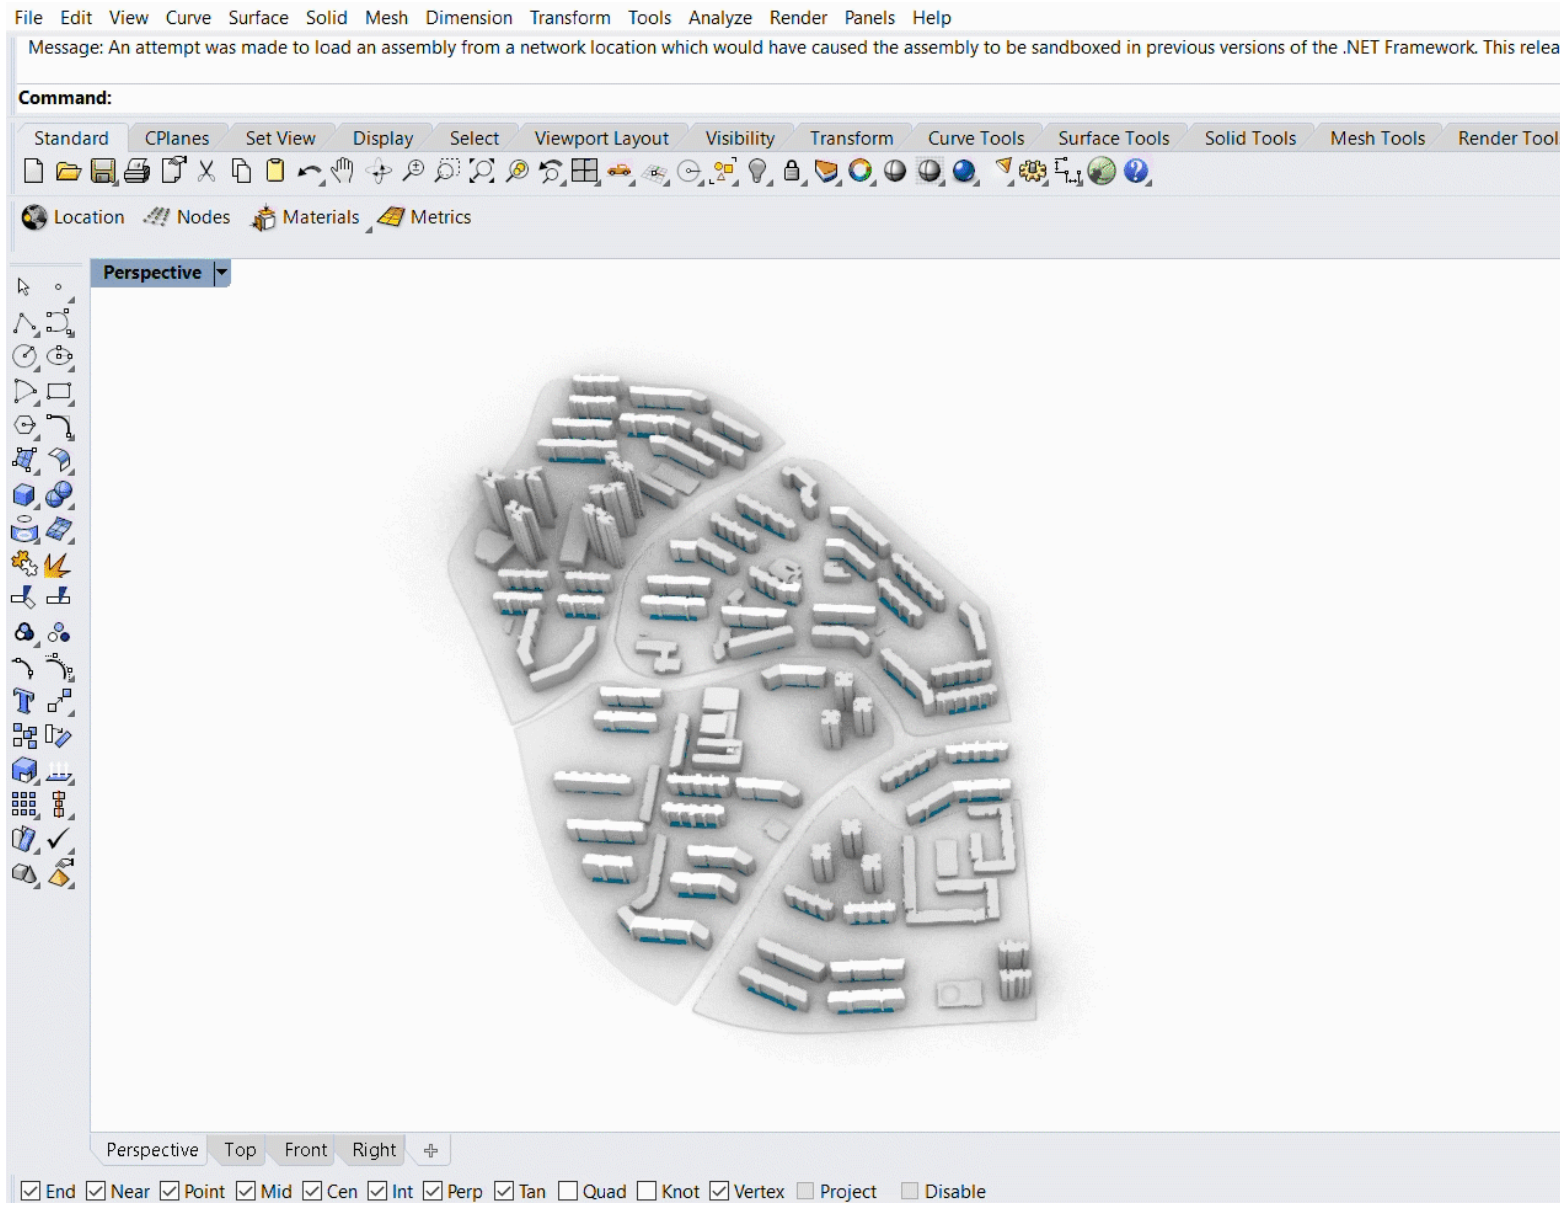 File Edit View Curve Surface Solid Mesh Dimension Transform Tools Analyze Render Panels Help
Message: An attempt was made to load an assembly from a network location which would have caused the assembly to be sandboxed in previous versions of the .NET Framework. This relea
Command:
Standard CPlanes Set View Display Select Viewport Layout Visibility Transform Curve Tools Surface Tools Solid Tools Mesh Tools Render Tool
Location Nodes Materials Metrics
Perspective
Perspective Top Front Right
End Near Point Mid Cen Int Perp Tan Quad Knot Vertex Project Disable